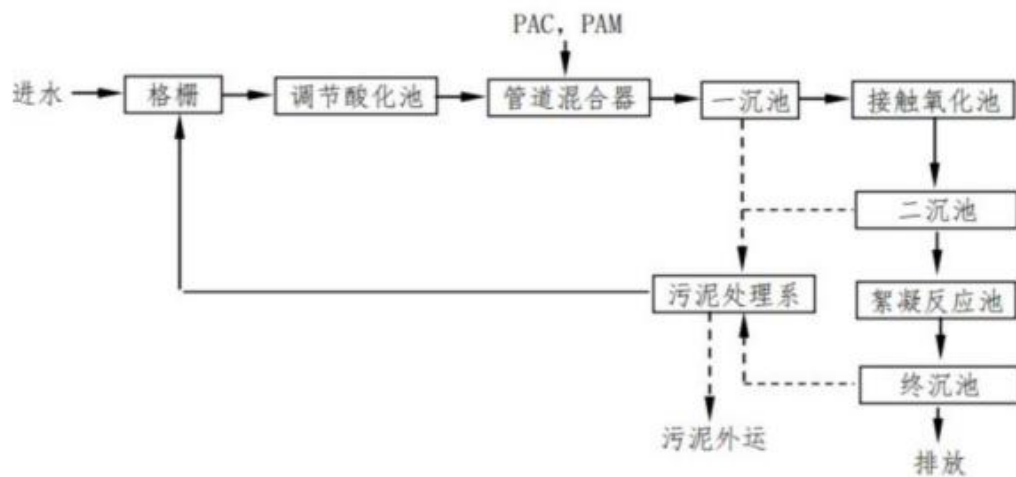 PAC, PAM
进水
格栅
调节酸化池
管道混合器
一沉池
接触氧化池
二沉池
污泥处理系
絮凝反应池
终沉池
污泥外运
排放